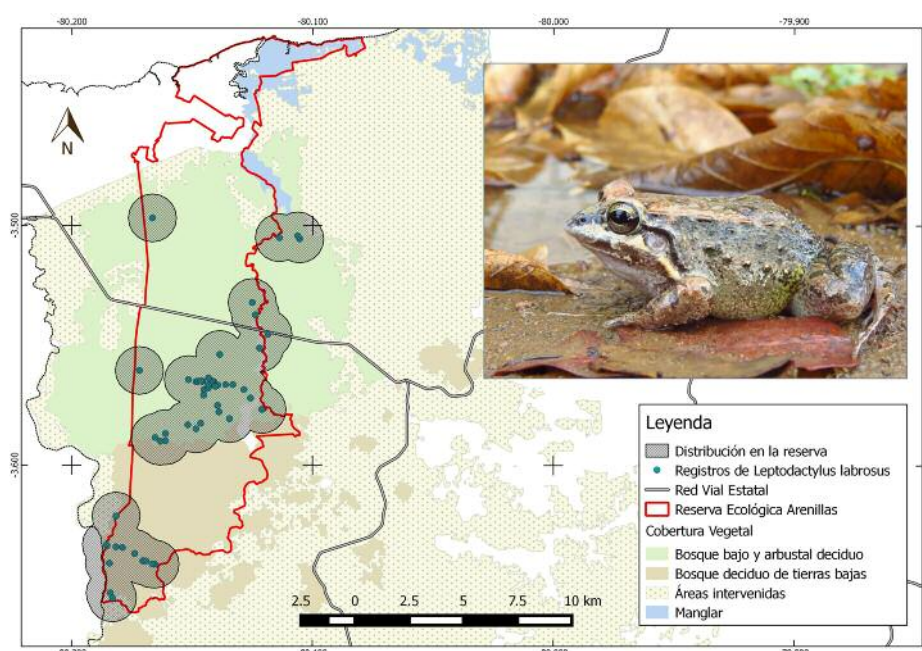 -80.200 -80.100 -80.000 -79.900
N
-3.500
-3.600
Leyenda
Distribución en la reserva
Registros de Leptodactylus labrosus
Red Vial Estatal
Reserva Ecológica Arenillas
Cobertura Vegetal
Bosque bajo y arbustal deciduo
Bosque deciduo de tierras bajas
Áreas intervenidas
Manglar
2.5 0 2.5 5 7.5 10 km